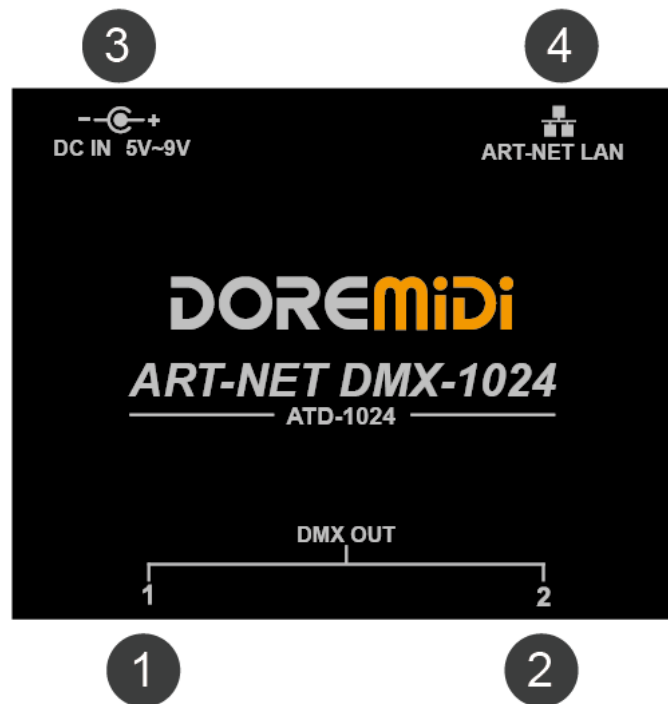 3 4
DC IN 5V~9V
ART-NET LAN
DOREMiDi
ART-NET DMX-1024
ATD-1024
DMX OUT
1 2
1 2